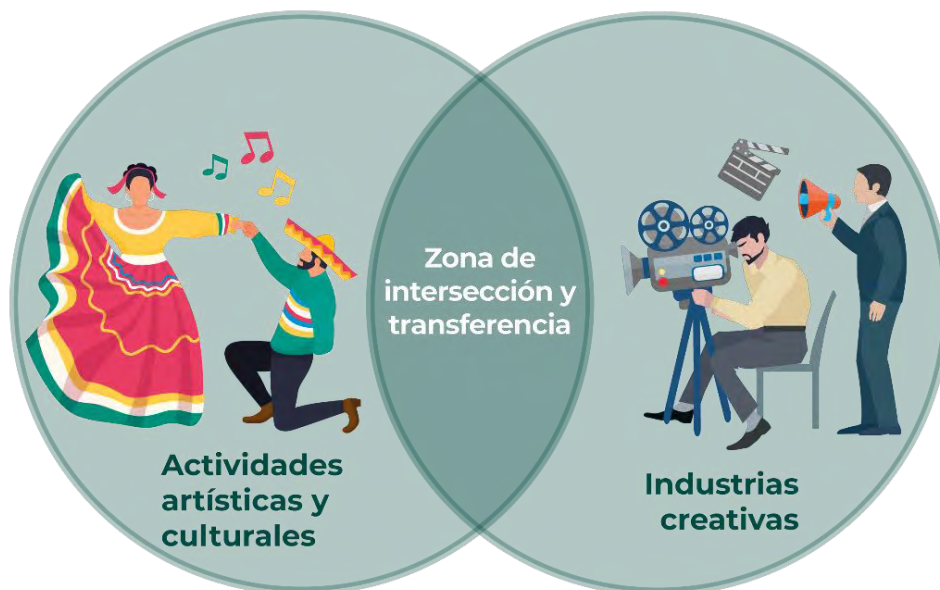 Zona de
intersección y
transferencia
Actividades
artísticas y
culturales
Industrias
creativas